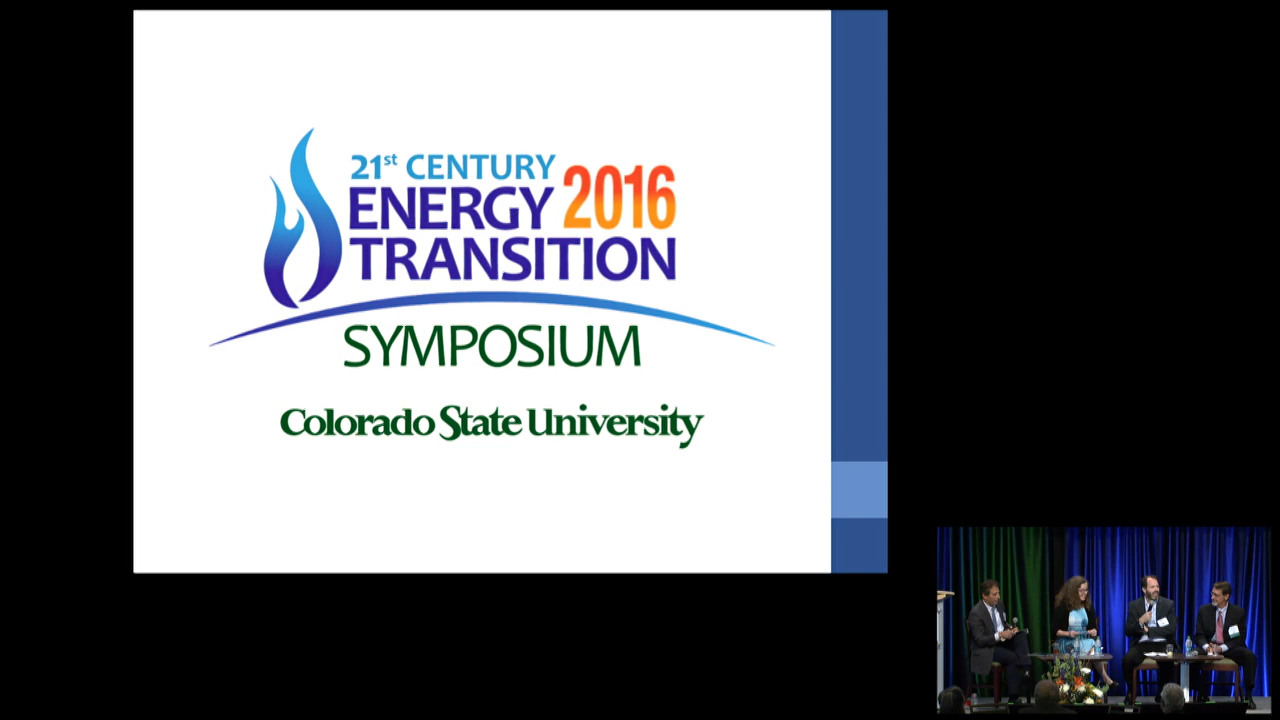 21st CENTURY
ENERGY 2016
TRANSITION
SYMPOSIUM
Colorado State University